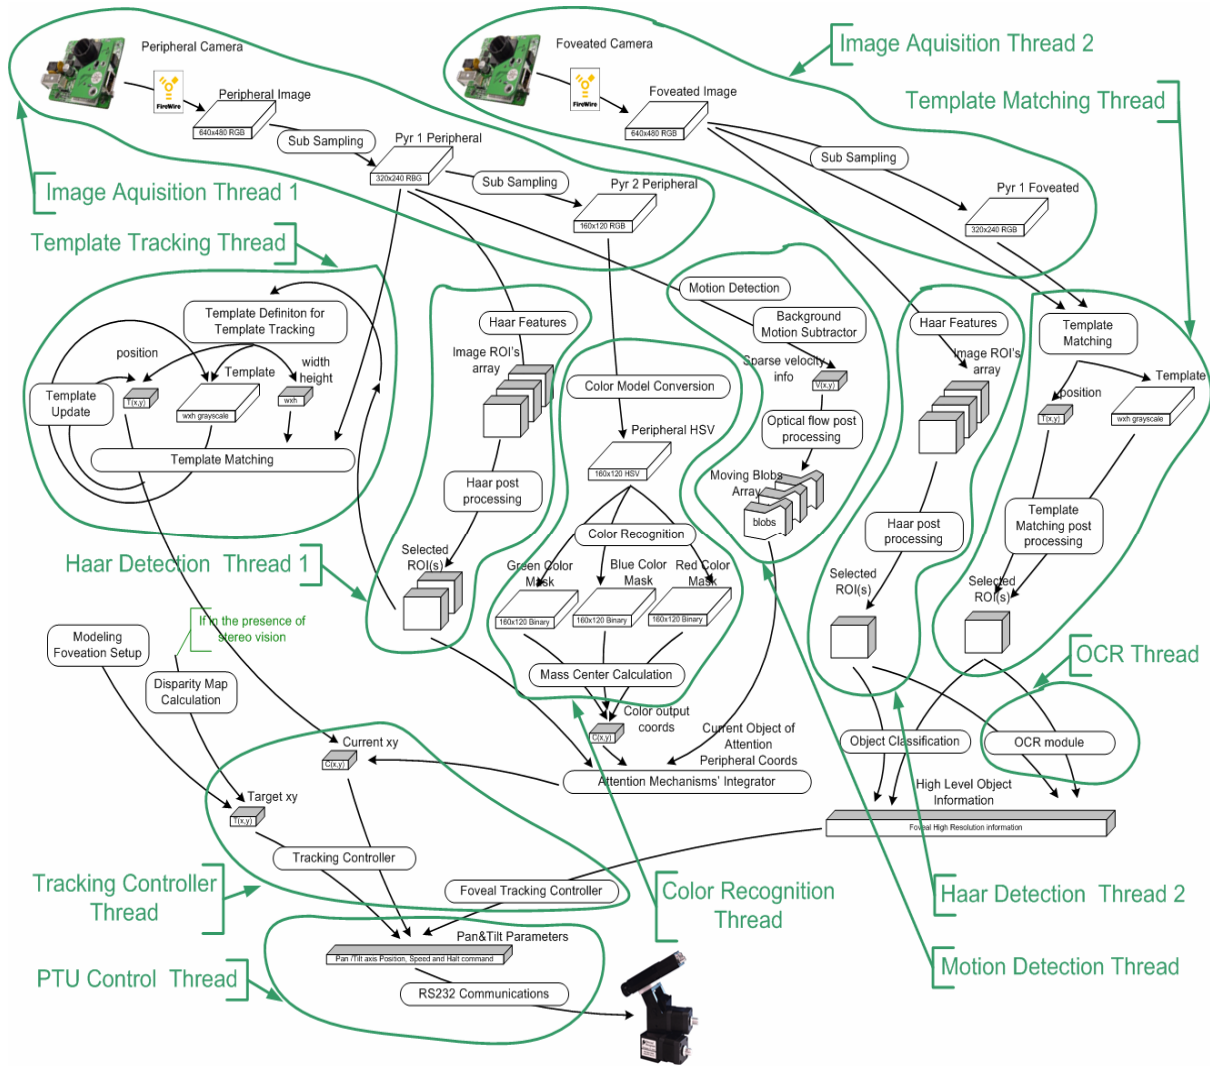 Peripheral Camera
Foveated Camera
Image Aquisition Thread 2
FireWire
Peripheral Image
640x480 RGB
FireWire
Foveated Image
640x480 RGB
Template Matching Thread
Sub Sampling
Pyr 1 Peripheral
320x240 RBG
Sub Sampling
Pyr 2 Peripheral
160x120 RGB
Sub Sampling
Pyr 1 Foveated
320x240 RGB
Image Aquisition Thread 1
Template Tracking Thread
Template Definiton for
Template Tracking
position
Template
width
height
Template
Update
T(x,y)
wxh grayscale
wxh
Template Matching
Haar Features
Image ROI's
array
Haar post
processing
Selected
ROI(s)
Color Model Conversion
Peripheral HSV
160x120 HSV
Color Recognition
Green Color
Mask
Blue Color
Mask
Red Color
Mask
160x120 Binary
160x120 Binary
160x120 Binary
Mass Center Calculation
Color output
coords
C(x,y)
Motion Detection
Background
Motion Subtractor
Sparse velocity
info
V(x,y)
Optical flow post
processing
Moving Blobs
Array
blobs
Current Object of
Attention
Peripheral Coords
Haar Features
Image ROI's
array
Haar post
processing
Selected
ROI(s)
Template
Matching
position
Template
T(x,y)
wxh grayscale
Template
Matching post
processing
Selected
ROI(s)
Haar Detection Thread 1
If in the presence of
stereo vision
Modeling
Foveation Setup
Disparity Map
Calculation
OCR Thread
Object Classification
OCR module
Current xy
C(x,y)
Attention Mechanisms' Integrator
High Level Object
Information
Foveal High Resolution information
Target xy
T(x,y)
Tracking Controller
Foveal Tracking Controller
Tracking Controller
Thread
Color Recognition
Thread
Haar Detection Thread 2
Motion Detection Thread
PTU Control Thread
Pan&Tilt Parameters
Pan /Tilt axis Position, Speed and Halt command
RS232 Communications